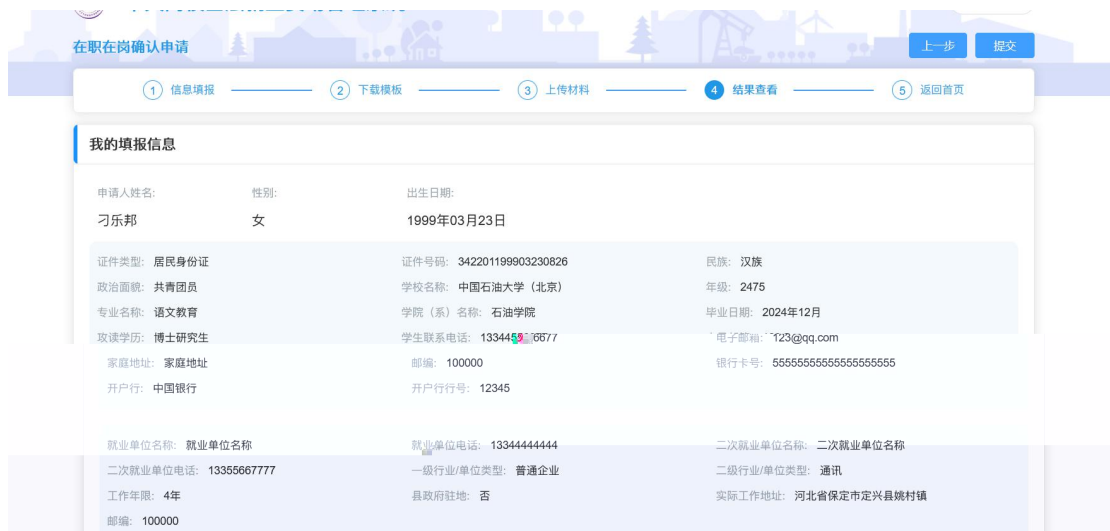 在职在岗确认申请
上一步 提交
1 信息填报 2 下载模板 3 上传材料 4 结果查看 5 返回首页
我的填报信息
申请人姓名: 性别: 出生日期:
刁乐邦 女 1999年03月23日
证件类型: 居民身份证 证件号码: 342201199903230826 民族: 汉族
政治面貌: 共青团员 学校名称: 中国石油大学(北京) 年级: 2475
专业名称: 语文教育 学院(系)名称: 石油学院 毕业日期: 2024年12月
攻读学历: 博士研究生 学生联系电话: 电子邮箱: 123@qq.com
家庭地址: 家庭地址 邮编: 100000 银行卡号: 55555555555555555555
开户行: 中国银行 开户行行号: 12345
就业单位名称: 就业单位名称 就业单位电话: 13344444444 二次就业单位名称: 二次就业单位名称
二次就业单位电话: 13355667777 一级行业/单位类型: 普通企业 二级行业/单位类型: 通讯
工作年限: 4年 县政府驻地: 否 实际工作地址: 河北省保定市定兴县姚村镇
邮编: 100000